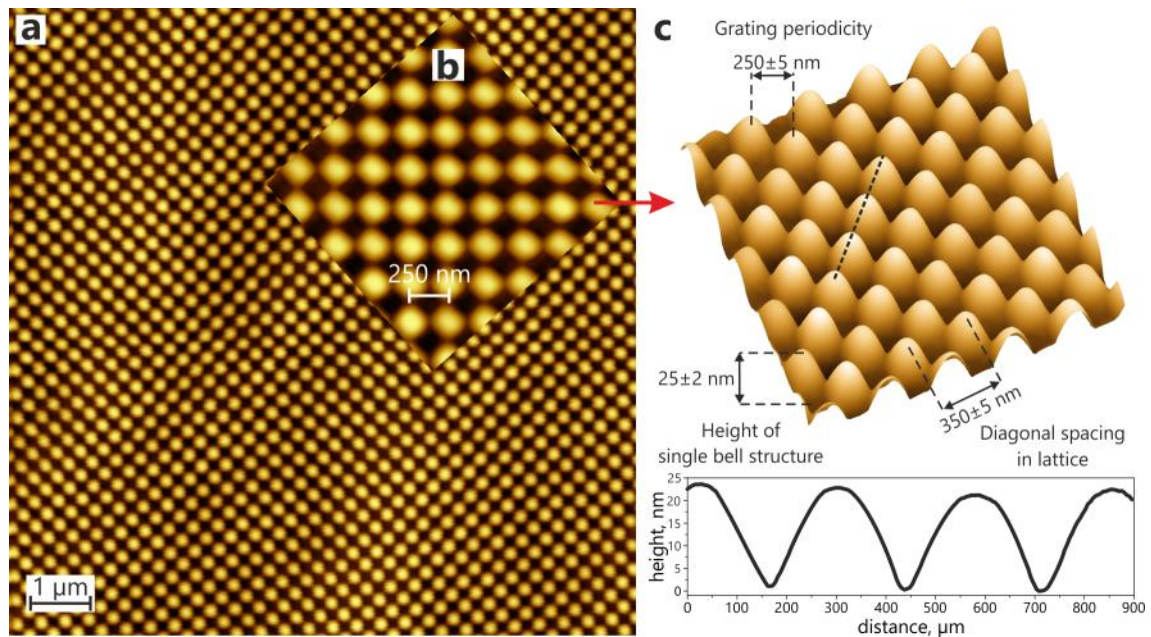 a
b
250 nm
1 µm
c
Grating periodicity
250±5 nm
25±2 nm
350±5 nm
Height of
single bell structure
Diagonal spacing
in lattice
height, nm
25
20
15
10
5
0
0 100 200 300 400 500 600 700 800 900
distance, µm